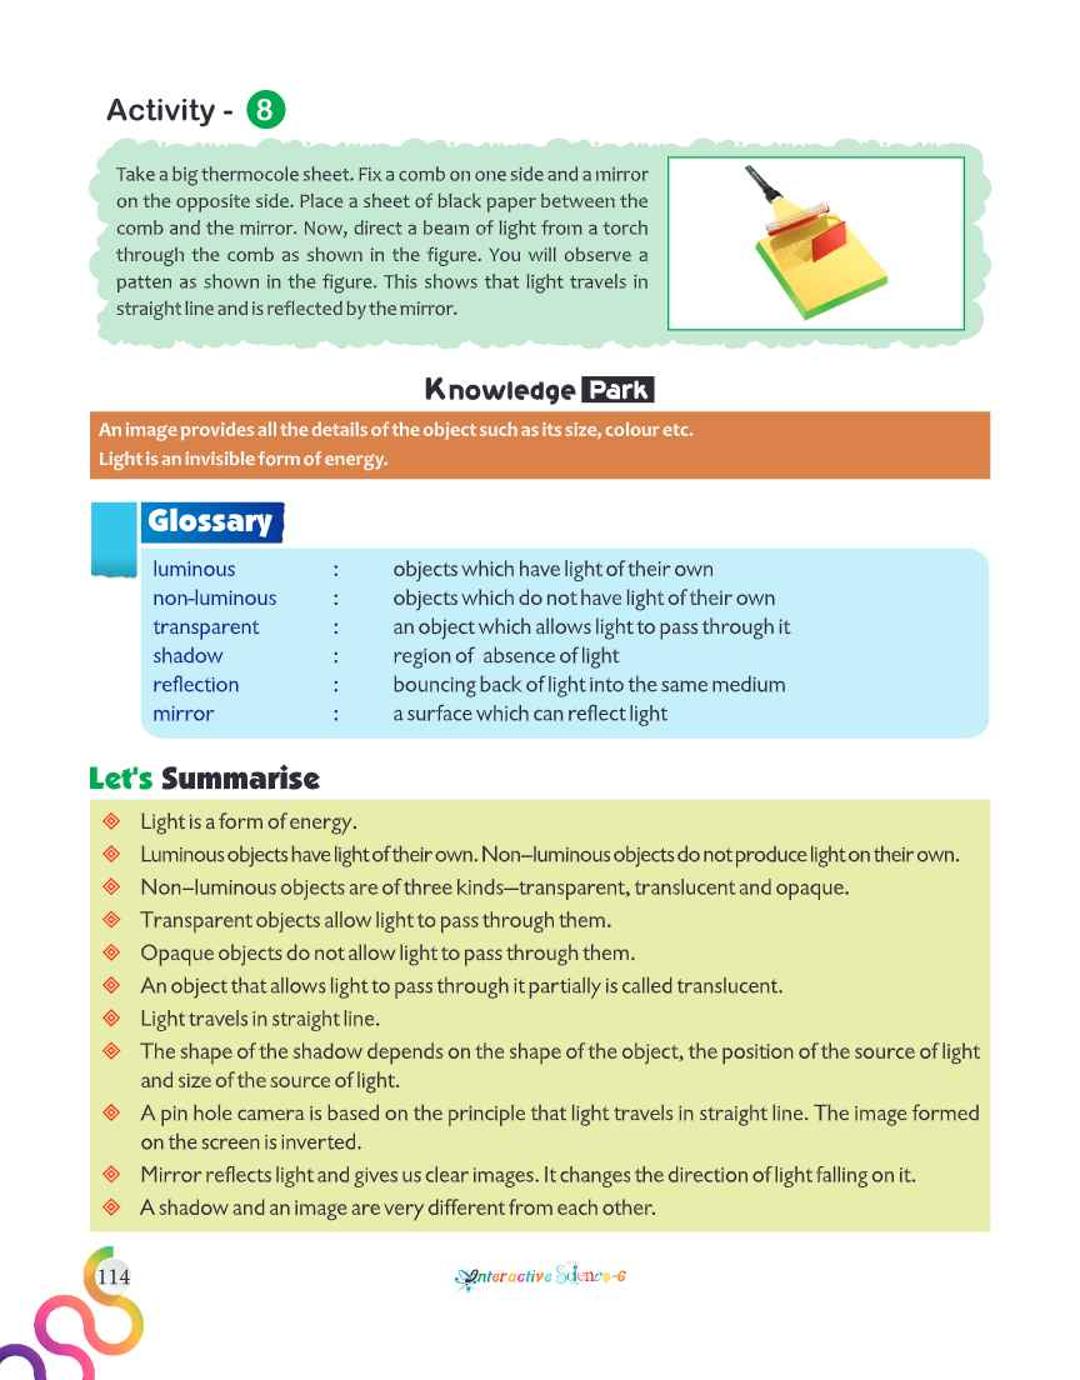 Activity - 8
Take a big thermocole sheet. Fix a comb on one side and a mirror
on the opposite side. Place a sheet of black paper between the
comb and the mirror. Now, direct a beam of light from a torch
through the comb as shown in the figure. You will observe a
patten as shown in the figure. This shows that light travels in
straight line and is reflected by the mirror.
Knowledge Park
An image provides all the details of the object such as its size, colour etc.
Light is an invisible form of energy.
Glossary
luminous : objects which have light of their own
non-luminous : objects which do not have light of their own
transparent : an object which allows light to pass through it
shadow : region of absence of light
reflection : bouncing back of light into the same medium
mirror : a surface which can reflect light
Let's Summarise
Light is a form of energy.
Luminous objects have light of their own. Non–luminous objects do not produce light on their own.
Non–luminous objects are of three kinds—transparent, translucent and opaque.
Transparent objects allow light to pass through them.
Opaque objects do not allow light to pass through them.
An object that allows light to pass through it partially is called translucent.
Light travels in straight line.
The shape of the shadow depends on the shape of the object, the position of the source of light
and size of the source of light.
A pin hole camera is based on the principle that light travels in straight line. The image formed
on the screen is inverted.
Mirror reflects light and gives us clear images. It changes the direction of light falling on it.
A shadow and an image are very different from each other.
114
Interactive Science-6